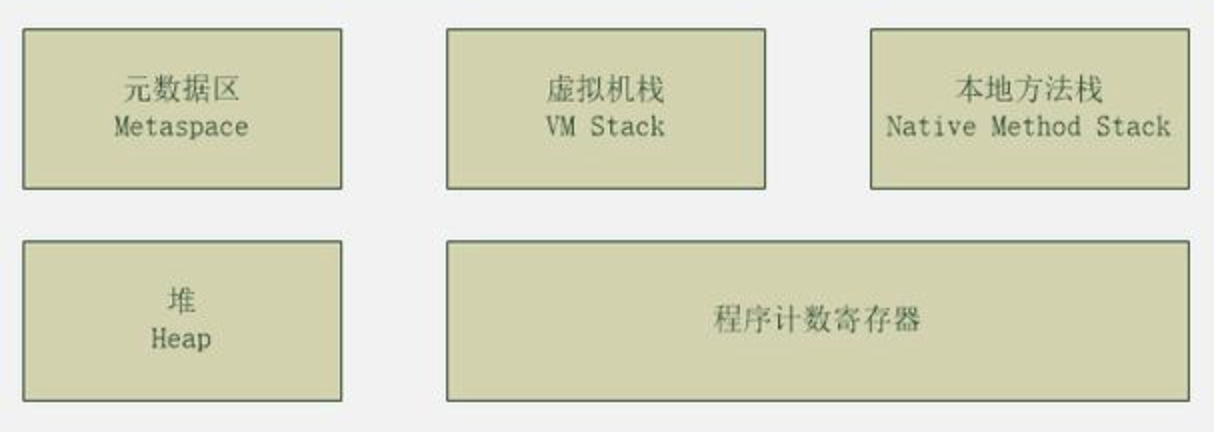 元数据区
Metaspace
虚拟机栈
VM Stack
本地方法栈
Native Method Stack
堆
Heap
程序计数寄存器